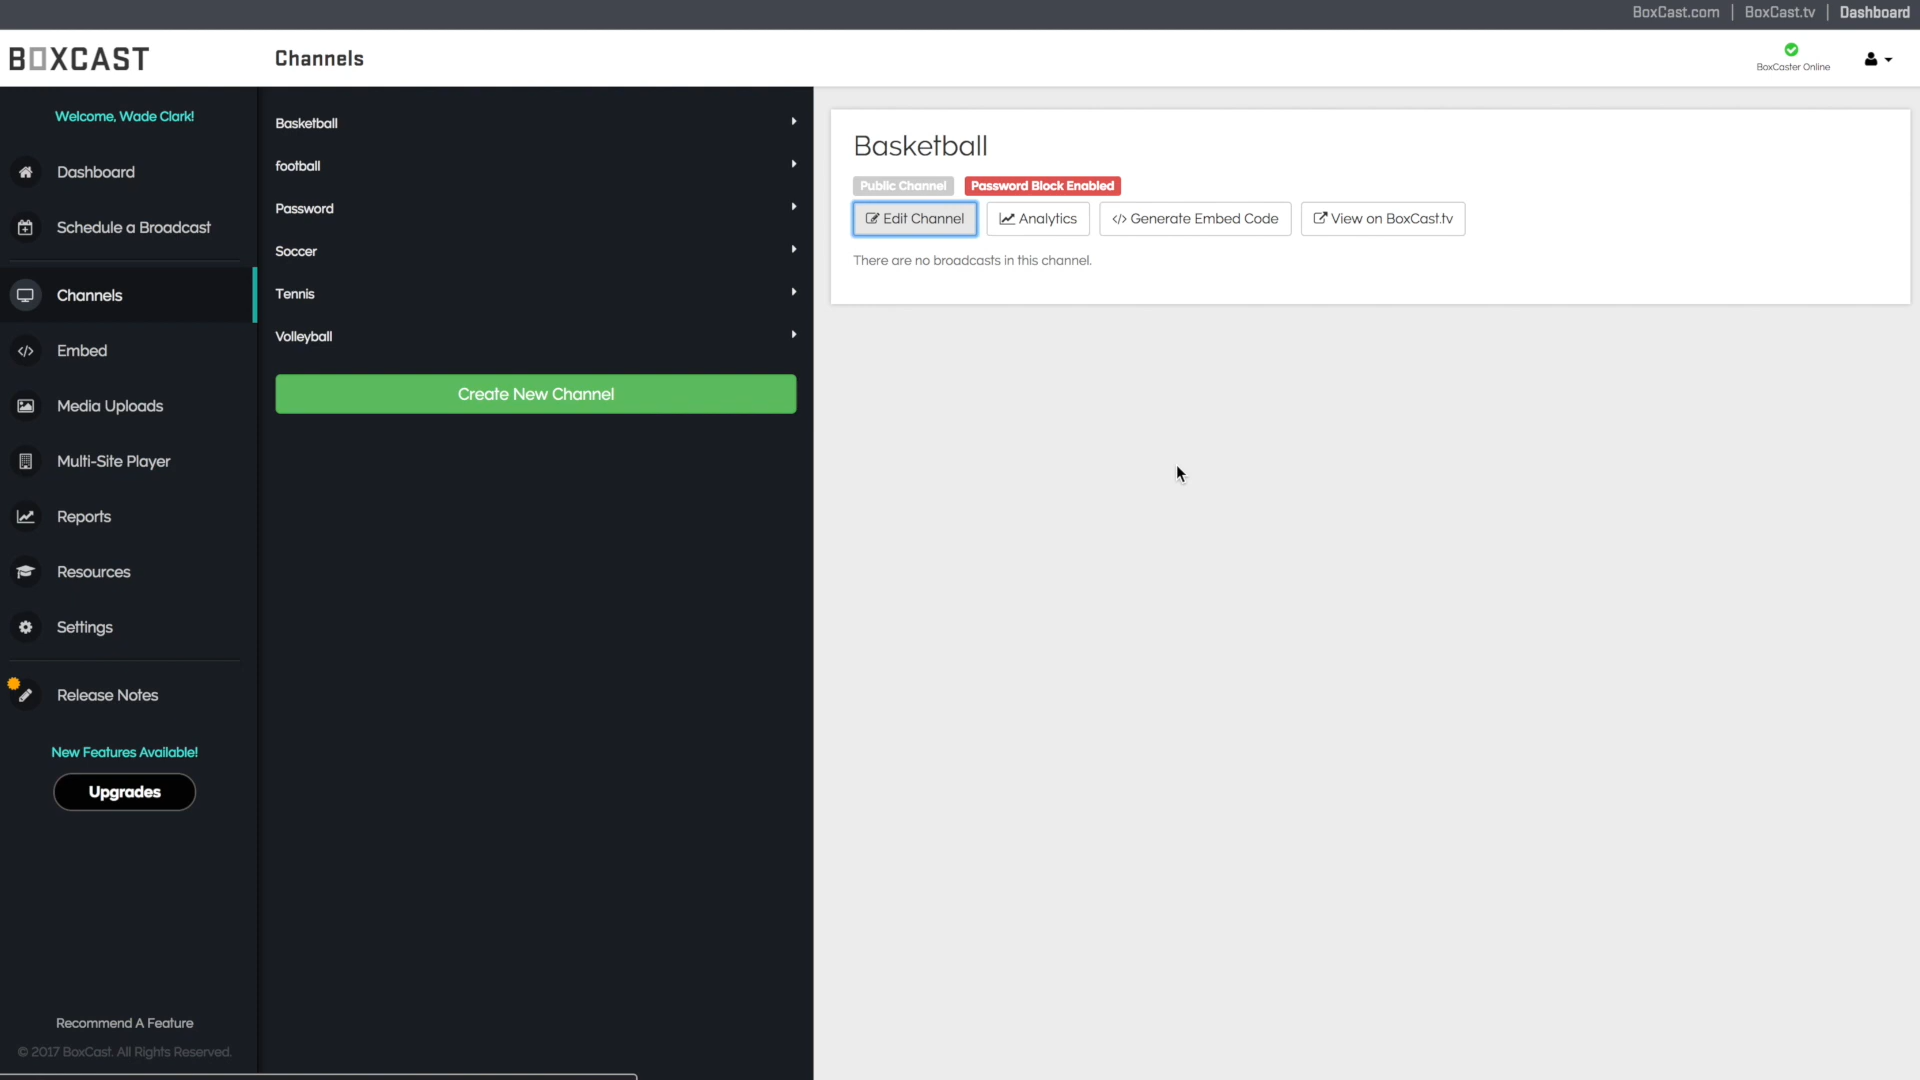 BoxCast.com | BoxCast.tv | Dashboard
BOXCAST
Channels
BoxCaster Online
Welcome, Wade Clark!
Dashboard
Schedule a Broadcast
Channels
Embed
Media Uploads
Multi-Site Player
Reports
Resources
Settings
Release Notes
New Features Available!
Upgrades
Recommend A Feature
© 2017 BoxCast. All Rights Reserved.
Basketball
football
Password
Soccer
Tennis
Volleyball
Create New Channel
Basketball
Public Channel Password Block Enabled
Edit Channel Analytics </> Generate Embed Code View on BoxCast.tv
There are no broadcasts in this channel.